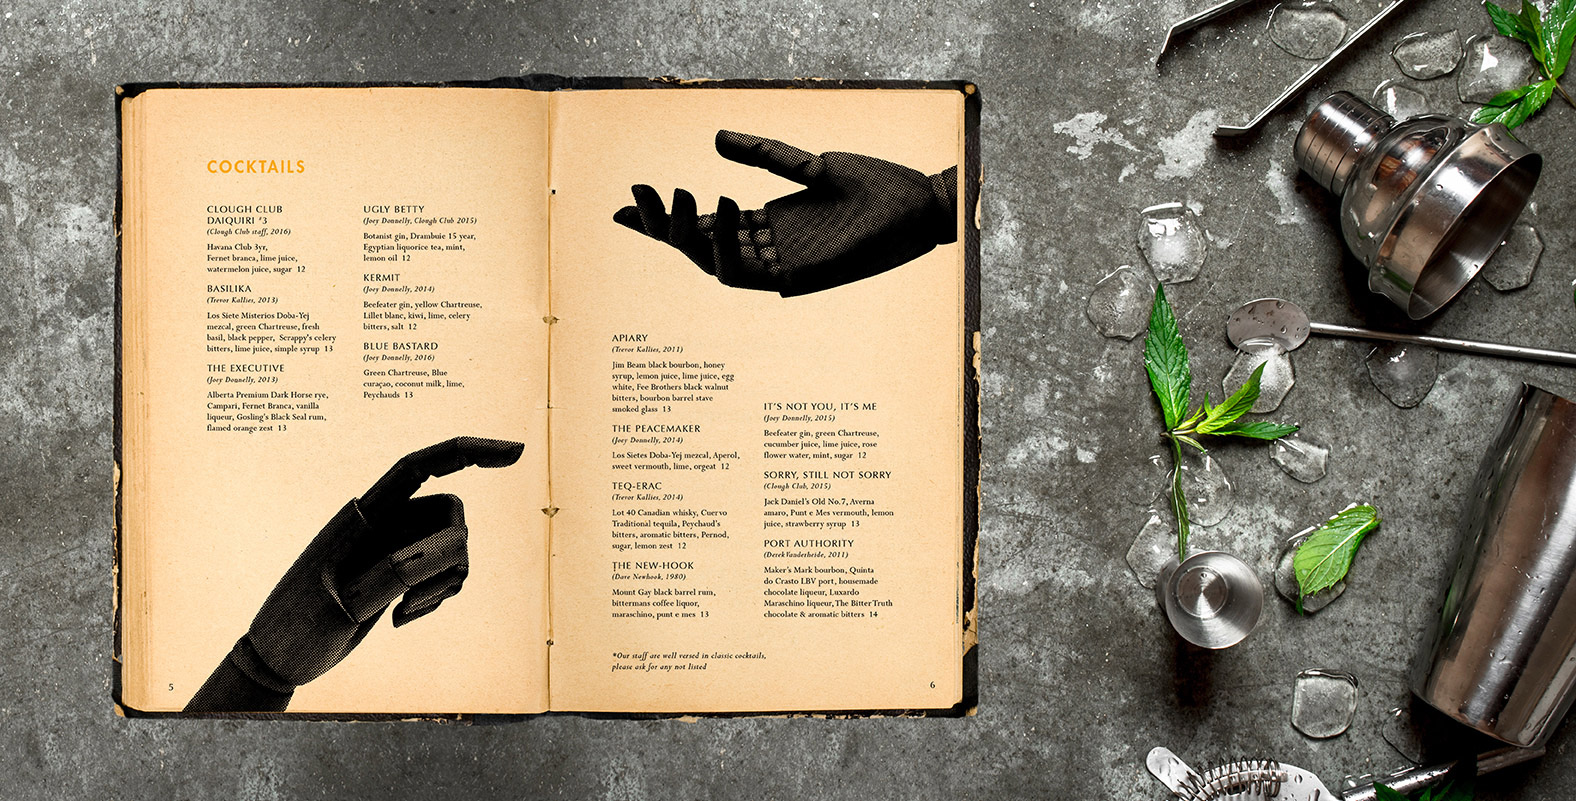 COCKTAILS
CLOUGH CLUB
DAIQUIRI #3
(Clough Club staff, 2016)
Havana Club 3yr,
Fernet branca, lime juice,
watermelon juice, sugar 12
BASILIKA
(Trevor Kallies, 2013)
Los Siete Misterios Doba-Yej
mezcal, green Chartreuse, fresh
basil, black pepper, Scrappy's celery
bitters, lime juice, simple syrup 13
THE EXECUTIVE
(Joey Donnelly, 2013)
Alberta Premium Dark Horse rye,
Campari, Fernet Branca, vanilla
liqueur, Gosling's Black Seal rum,
flamed orange zest 13
UGLY BETTY
(Joey Donnelly, Clough Club 2015)
Botanist gin, Drambuie 15 year,
Egyptian liquorice tea, mint,
lemon oil 12
KERMIT
(Joey Donnelly, 2014)
Beefeater gin, yellow Chartreuse,
Lillet blanc, kiwi, lime, celery
bitters, salt 12
BLUE BASTARD
(Joey Donnelly, 2016)
Green Chartreuse, Blue
curaçao, coconut milk, lime,
Peychauds 13
5
APIARY
(Trevor Kallies, 2011)
Jim Beam black bourbon, honey
syrup, lemon juice, lime juice, egg
white, Fee Brothers black walnut
bitters, bourbon barrel stave
smoked glass 13
THE PEACEMAKER
(Joey Donnelly, 2014)
Los Sietes Doba-Yej mezcal, Aperol,
sweet vermouth, lime, orgeat 12
TEQ-ERAC
(Trevor Kallies, 2014)
Lot 40 Canadian whisky, Cuervo
Traditional tequila, Peychaud's
bitters, aromatic bitters, Pernod,
sugar, lemon zest 12
THE NEW-HOOK
(Dave Newhook, 1980)
Mount Gay black barrel rum,
bittermans coffee liquor,
maraschino, punt e mes 13
IT'S NOT YOU, IT'S ME
(Joey Donnelly, 2015)
Beefeater gin, green Chartreuse,
cucumber juice, lime juice, rose
flower water, mint, sugar 12
SORRY, STILL NOT SORRY
(Clough Club, 2015)
Jack Daniel's Old No.7, Averna
amaro, Punt e Mes vermouth, lemon
juice, strawberry syrup 13
PORT AUTHORITY
(Derek Vanderheide, 2011)
Maker's Mark bourbon, Quinta
do Crasto LBV port, housemade
chocolate liqueur, Luxardo
Maraschino liqueur, The Bitter Truth
chocolate & aromatic bitters 14
*Our staff are well versed in classic cocktails,
please ask for any not listed
6